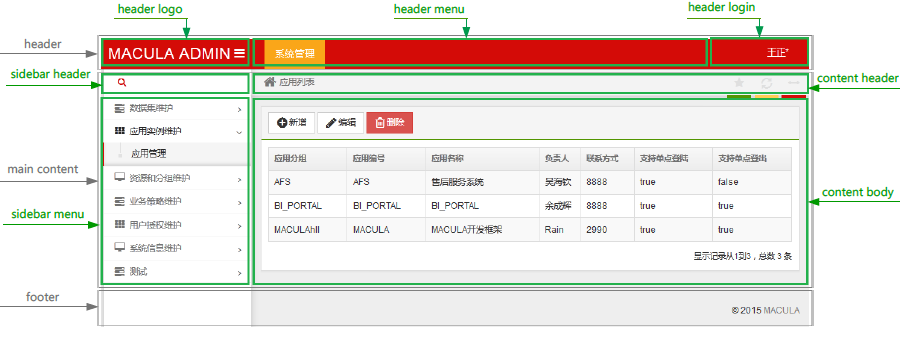 header logo
header menu
header login
header
MACULA ADMIN
系统管理
王正
sidebar header
应用列表
content header
数据集维护
应用实例维护
应用管理
资源和分组维护
业务策略维护
用户授权维护
系统信息维护
测试
新增 编辑 删除
应用分组 应用编号 应用名称 负责人 联系方式 支持单点登陆 支持单点登出
AFS AFS 售后服务系统 吴海钦 8888 true false
BI_PORTAL BI_PORTAL BI_PORTAL 余成辉 8888 true true
MACULAhll MACULA MACULA开发框架 Rain 2990 true true
显示记录从1到3，总数 3 条
main content
sidebar menu
content body
footer
© 2015 MACULA